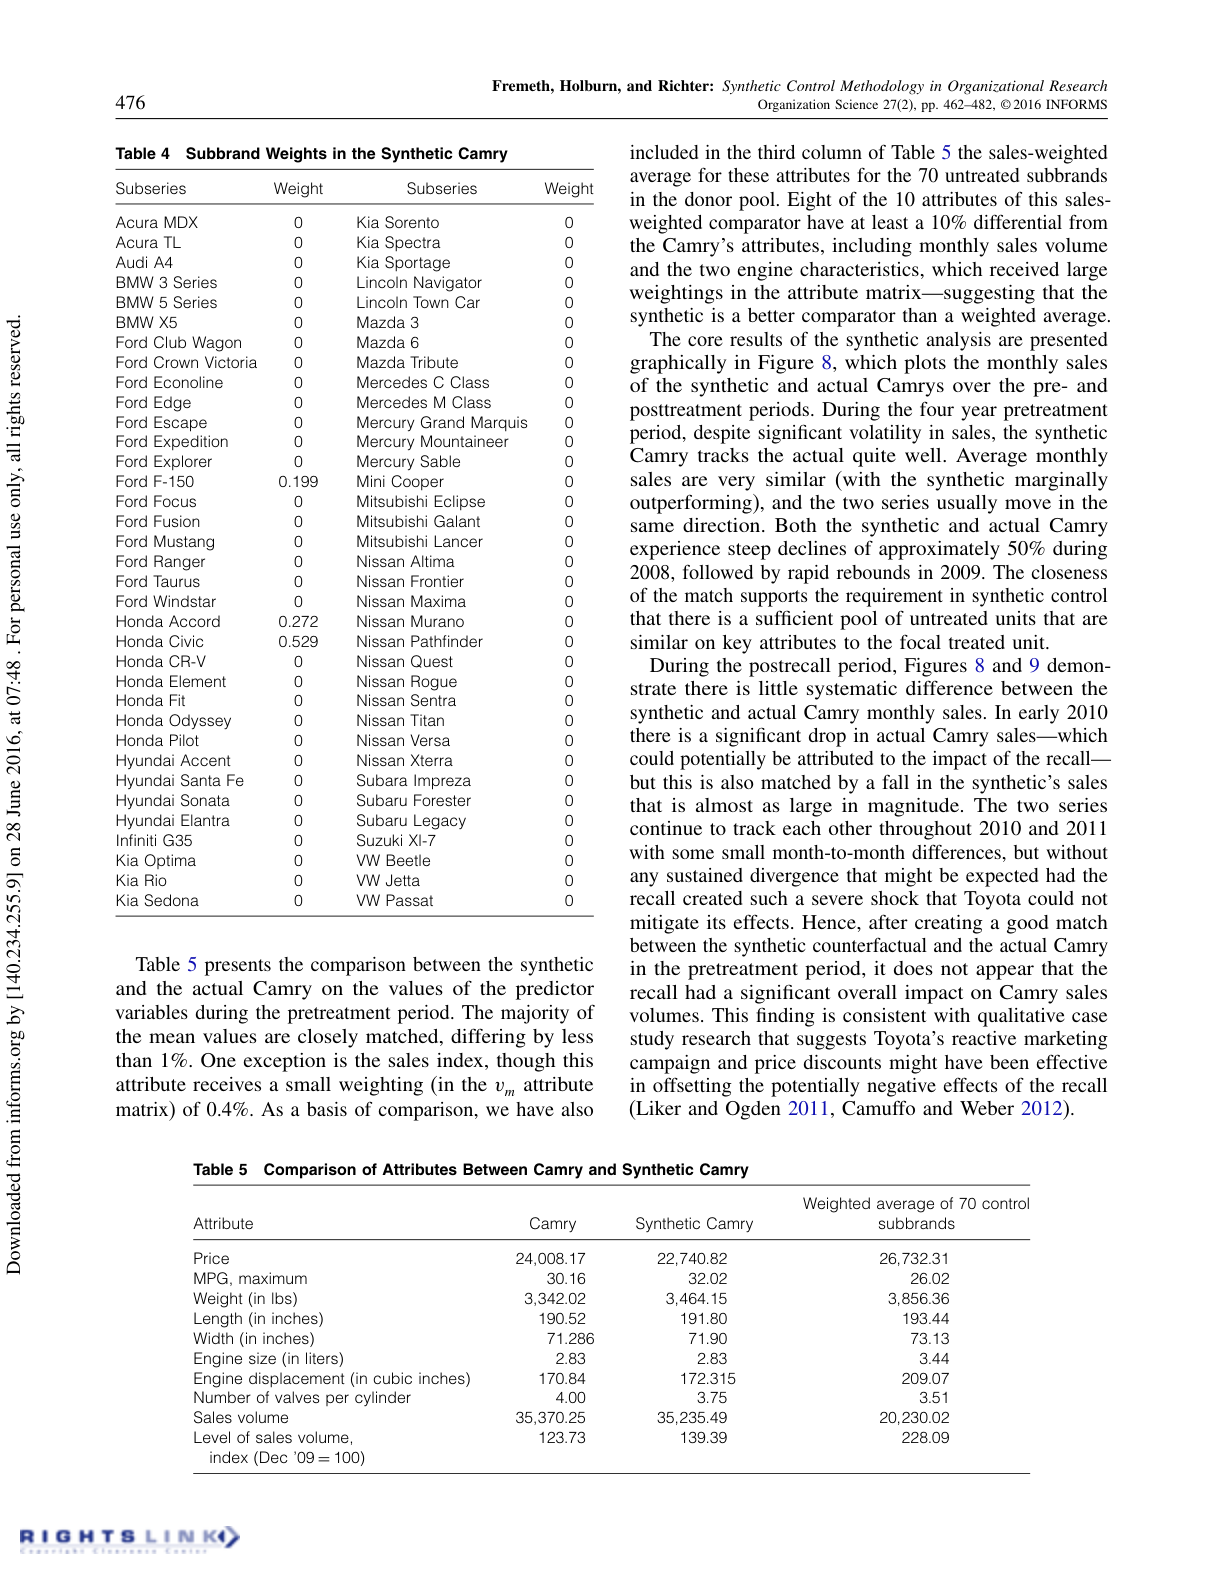 Fremeth, Holburn, and Richter: Synthetic Control Methodology in Organizational Research
476
Organization Science 27(2), pp. 462–482, © 2016 INFORMS
Table 4 Subbrand Weights in the Synthetic Camry
Subseries Weight Subseries Weight
Acura MDX 0 Kia Sorento 0
Acura TL 0 Kia Spectra 0
Audi A4 0 Kia Sportage 0
BMW 3 Series 0 Lincoln Navigator 0
BMW 5 Series 0 Lincoln Town Car 0
BMW X5 0 Mazda 3 0
Ford Club Wagon 0 Mazda 6 0
Ford Crown Victoria 0 Mazda Tribute 0
Ford Econoline 0 Mercedes C Class 0
Ford Edge 0 Mercedes M Class 0
Ford Escape 0 Mercury Grand Marquis 0
Ford Expedition 0 Mercury Mountaineer 0
Ford Explorer 0 Mercury Sable 0
Ford F-150 0.199 Mini Cooper 0
Ford Focus 0 Mitsubishi Eclipse 0
Ford Fusion 0 Mitsubishi Galant 0
Ford Mustang 0 Mitsubishi Lancer 0
Ford Ranger 0 Nissan Altima 0
Ford Taurus 0 Nissan Frontier 0
Ford Windstar 0 Nissan Maxima 0
Honda Accord 0.272 Nissan Murano 0
Honda Civic 0.529 Nissan Pathfinder 0
Honda CR-V 0 Nissan Quest 0
Honda Element 0 Nissan Rogue 0
Honda Fit 0 Nissan Sentra 0
Honda Odyssey 0 Nissan Titan 0
Honda Pilot 0 Nissan Versa 0
Hyundai Accent 0 Nissan Xterra 0
Hyundai Santa Fe 0 Subara Impreza 0
Hyundai Sonata 0 Subaru Forester 0
Hyundai Elantra 0 Subaru Legacy 0
Infiniti G35 0 Suzuki Xl-7 0
Kia Optima 0 VW Beetle 0
Kia Rio 0 VW Jetta 0
Kia Sedona 0 VW Passat 0
Table 5 presents the comparison between the synthetic
and the actual Camry on the values of the predictor
variables during the pretreatment period. The majority of
the mean values are closely matched, differing by less
than 1%. One exception is the sales index, though this
attribute receives a small weighting (in the υm attribute
matrix) of 0.4%. As a basis of comparison, we have also
included in the third column of Table 5 the sales-weighted
average for these attributes for the 70 untreated subbrands
in the donor pool. Eight of the 10 attributes of this sales-
weighted comparator have at least a 10% differential from
the Camry's attributes, including monthly sales volume
and the two engine characteristics, which received large
weightings in the attribute matrix—suggesting that the
synthetic is a better comparator than a weighted average.
The core results of the synthetic analysis are presented
graphically in Figure 8, which plots the monthly sales
of the synthetic and actual Camrys over the pre- and
posttreatment periods. During the four year pretreatment
period, despite significant volatility in sales, the synthetic
Camry tracks the actual quite well. Average monthly
sales are very similar (with the synthetic marginally
outperforming), and the two series usually move in the
same direction. Both the synthetic and actual Camry
experience steep declines of approximately 50% during
2008, followed by rapid rebounds in 2009. The closeness
of the match supports the requirement in synthetic control
that there is a sufficient pool of untreated units that are
similar on key attributes to the focal treated unit.
During the postrecall period, Figures 8 and 9 demon-
strate there is little systematic difference between the
synthetic and actual Camry monthly sales. In early 2010
there is a significant drop in actual Camry sales—which
could potentially be attributed to the impact of the recall—
but this is also matched by a fall in the synthetic's sales
that is almost as large in magnitude. The two series
continue to track each other throughout 2010 and 2011
with some small month-to-month differences, but without
any sustained divergence that might be expected had the
recall created such a severe shock that Toyota could not
mitigate its effects. Hence, after creating a good match
between the synthetic counterfactual and the actual Camry
in the pretreatment period, it does not appear that the
recall had a significant overall impact on Camry sales
volumes. This finding is consistent with qualitative case
study research that suggests Toyota's reactive marketing
campaign and price discounts might have been effective
in offsetting the potentially negative effects of the recall
(Liker and Ogden 2011, Camuffo and Weber 2012).
Table 5 Comparison of Attributes Between Camry and Synthetic Camry
Weighted average of 70 control
Attribute Camry Synthetic Camry subbrands
Price 24,008.17 22,740.82 26,732.31
MPG, maximum 30.16 32.02 26.02
Weight (in lbs) 3,342.02 3,464.15 3,856.36
Length (in inches) 190.52 191.80 193.44
Width (in inches) 71.286 71.90 73.13
Engine size (in liters) 2.83 2.83 3.44
Engine displacement (in cubic inches) 170.84 172.315 209.07
Number of valves per cylinder 4.00 3.75 3.51
Sales volume 35,370.25 35,235.49 20,230.02
Level of sales volume, 123.73 139.39 228.09
index (Dec '09 = 100)
Downloaded from informs.org by [140.234.255.9] on 28 June 2016, at 07:48 . For personal use only, all rights reserved.
RIGHTSLINK
Copyright Clearance Center